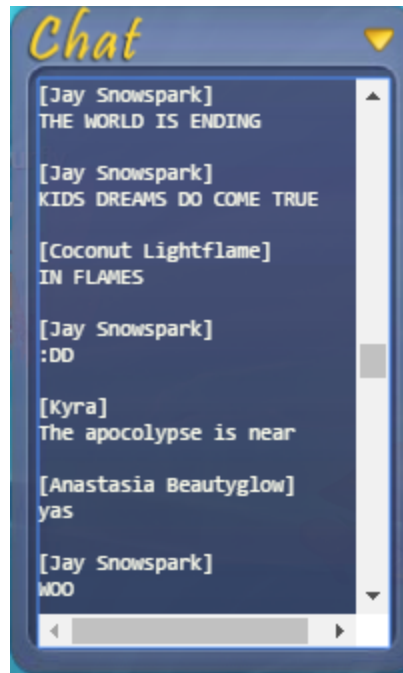 Chat
[Jay Snowspark]
THE WORLD IS ENDING
[Jay Snowspark]
KIDS DREAMS DO COME TRUE
[Coconut Lightflame]
IN FLAMES
[Jay Snowspark]
:DD
[Kyra]
The apocolypse is near
[Anastasia Beautyglow]
yas
[Jay Snowspark]
WOO